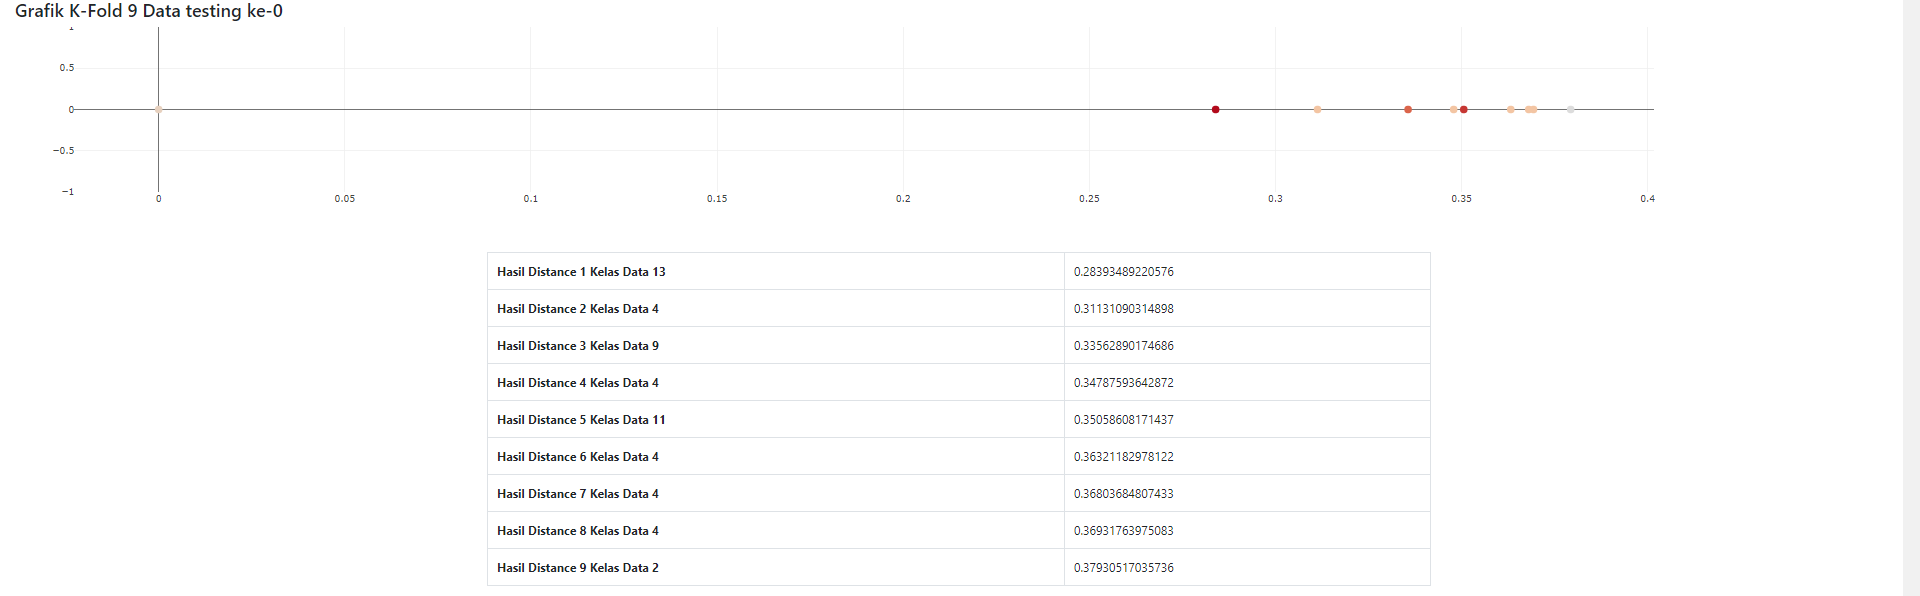 Grafik K-Fold 9 Data testing ke-0
1
0.5
0
−0.5
−1
0 0.05 0.1 0.15 0.2 0.25 0.3 0.35 0.4
Hasil Distance 1 Kelas Data 13 0.28393489220576
Hasil Distance 2 Kelas Data 4 0.31131090314898
Hasil Distance 3 Kelas Data 9 0.33562890174686
Hasil Distance 4 Kelas Data 4 0.34787593642872
Hasil Distance 5 Kelas Data 11 0.35058608171437
Hasil Distance 6 Kelas Data 4 0.36321182978122
Hasil Distance 7 Kelas Data 4 0.36803684807433
Hasil Distance 8 Kelas Data 4 0.36931763975083
Hasil Distance 9 Kelas Data 2 0.37930517035736